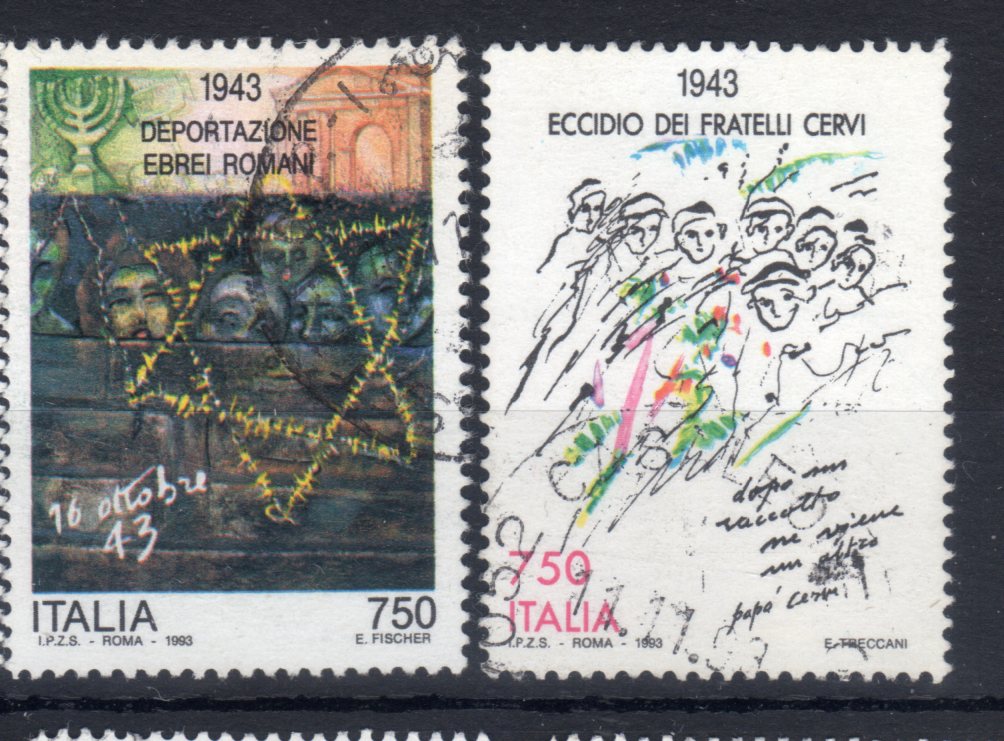 1943
DEPORTAZIONE
EBREI ROMANI
16 ottobre
43
ITALIA
750
I.P.Z.S. - ROMA - 1993
E. FISCHER
1943
ECCIDIO DEI FRATELLI CERVI
dopo un
raccolto
ne viene
un altro
papa' Cervi
750
ITALIA
I.P.Z.S. - ROMA - 1993
E. TRECCANI